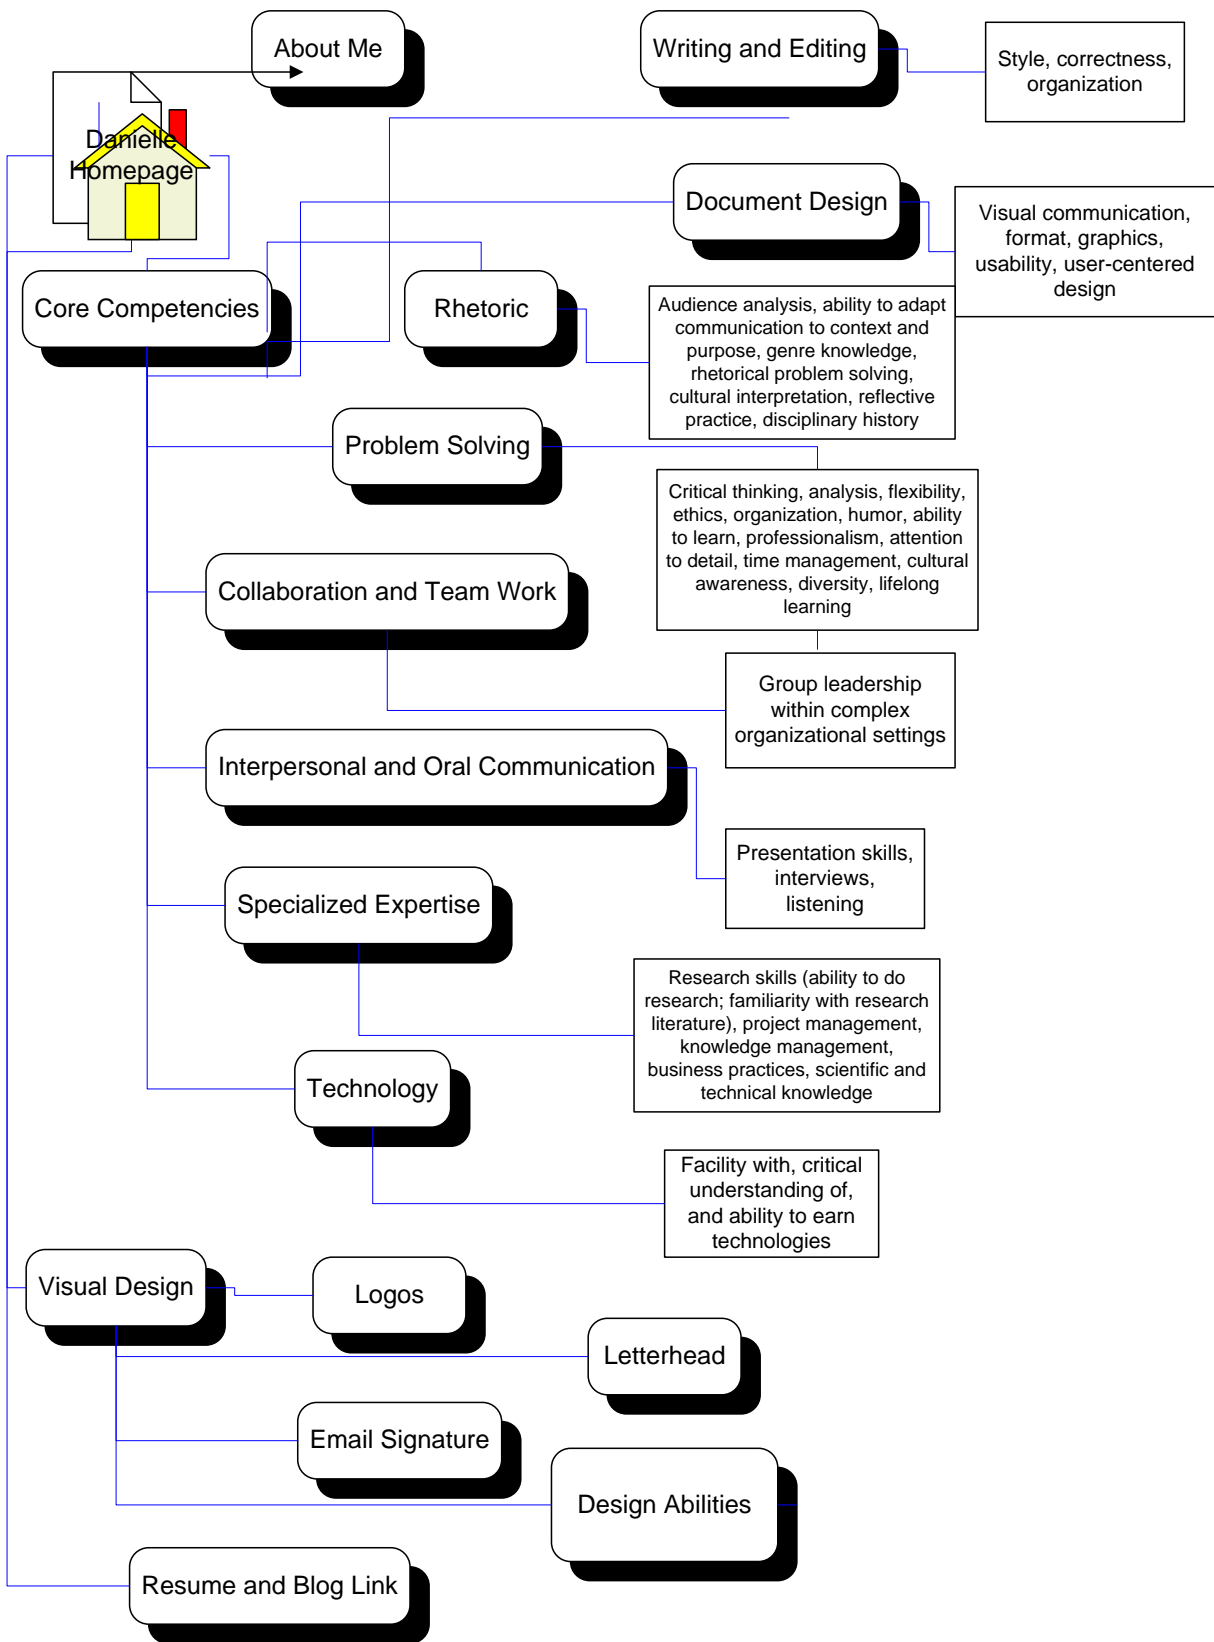 About Me
Writing and Editing
Style, correctness,
organization
Danielle
Homepage
Document Design
Visual communication,
format, graphics,
usability, user-centered
design
Core Competencies
Rhetoric
Audience analysis, ability to adapt
communication to context and
purpose, genre knowledge,
rhetorical problem solving,
cultural interpretation, reflective
practice, disciplinary history
Problem Solving
Critical thinking, analysis, flexibility,
ethics, organization, humor, ability
to learn, professionalism, attention
to detail, time management, cultural
awareness, diversity, lifelong
learning
Collaboration and Team Work
Group leadership
within complex
organizational settings
Interpersonal and Oral Communication
Presentation skills,
interviews,
listening
Specialized Expertise
Research skills (ability to do
research; familiarity with research
literature), project management,
knowledge management,
business practices, scientific and
technical knowledge
Technology
Facility with, critical
understanding of,
and ability to earn
technologies
Visual Design
Logos
Letterhead
Email Signature
Design Abilities
Resume and Blog Link